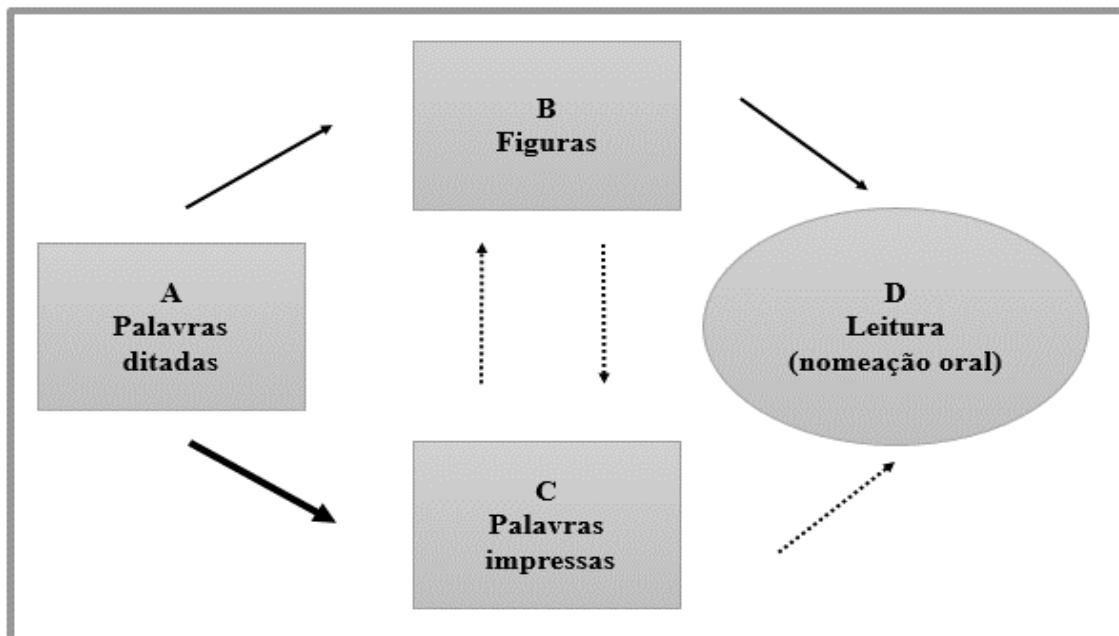 B
Figuras
A
Palavras
ditadas
D
Leitura
(nomeação oral)
C
Palavras
impressas